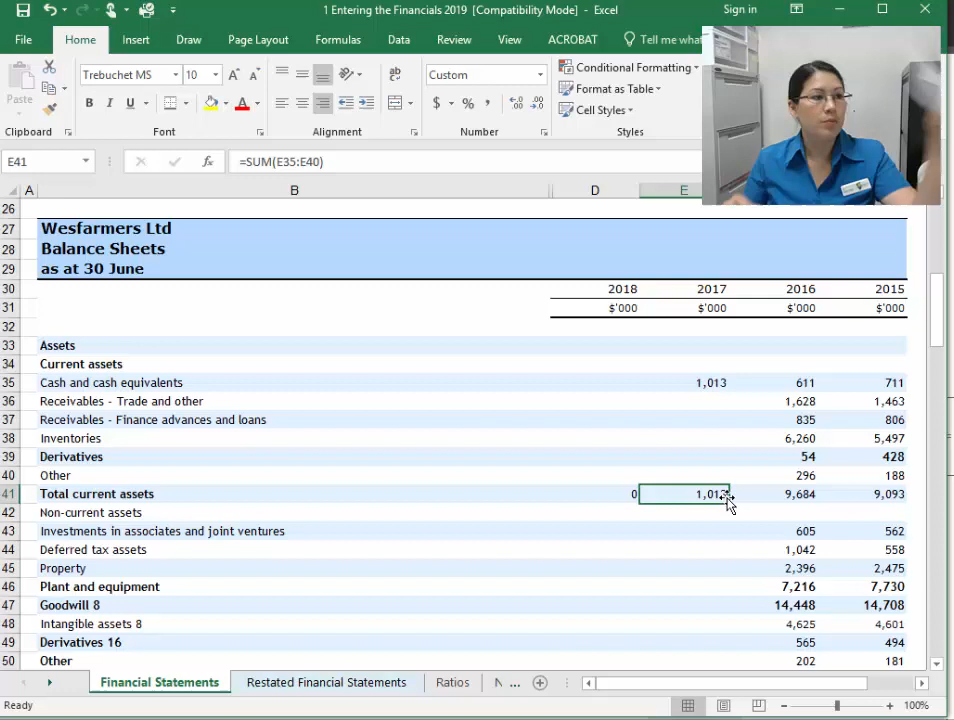 1 Entering the Financials 2019 [Compatibility Mode] - Excel
Sign in
File Home Insert Draw Page Layout Formulas Data Review View ACROBAT Tell me what
Trebuchet MS 10 Custom Conditional Formatting
Paste B I U $ % Format as Table
Cell Styles
Clipboard Font Alignment Number Styles
E41 fx =SUM(E35:E40)
A B D E
26
27 Wesfarmers Ltd
28 Balance Sheets
29 as at 30 June
30 2018 2017 2016 2015
31 $'000 $'000 $'000 $'000
32
33 Assets
34 Current assets
35 Cash and cash equivalents 1,013 611 711
36 Receivables - Trade and other 1,628 1,463
37 Receivables - Finance advances and loans 835 806
38 Inventories 6,260 5,497
39 Derivatives 54 428
40 Other 296 188
41 Total current assets 0 1,013 9,684 9,093
42 Non-current assets
43 Investments in associates and joint ventures 605 562
44 Deferred tax assets 1,042 558
45 Property 2,396 2,475
46 Plant and equipment 7,216 7,730
47 Goodwill 8 14,448 14,708
48 Intangible assets 8 4,625 4,601
49 Derivatives 16 565 494
50 Other 202 181
Financial Statements Restated Financial Statements Ratios N ...
Ready 100%